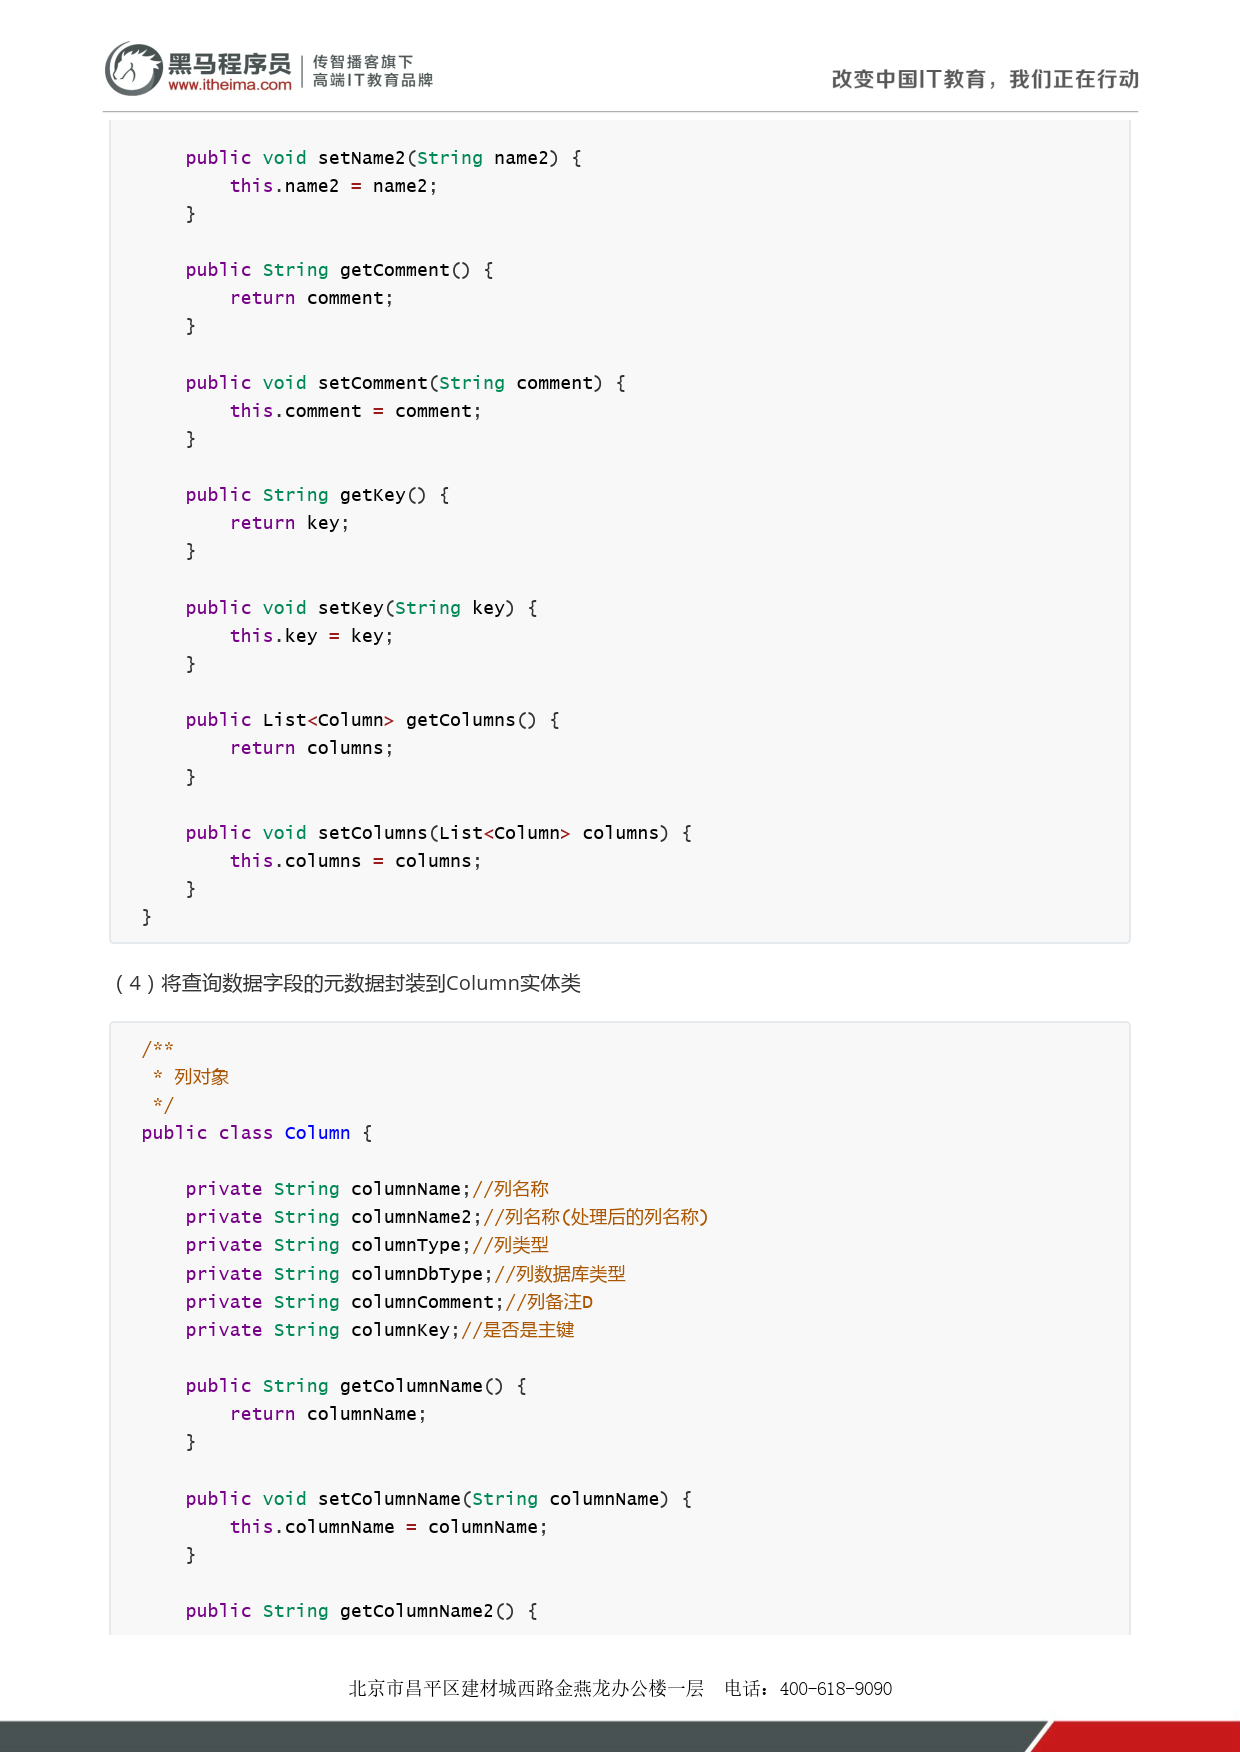 黑马程序员
www.itheima.com
传智播客旗下
高端IT教育品牌
改变中国IT教育，我们正在行动
    public void setName2(String name2) {
        this.name2 = name2;
    }

    public String getComment() {
        return comment;
    }

    public void setComment(String comment) {
        this.comment = comment;
    }

    public String getKey() {
        return key;
    }

    public void setKey(String key) {
        this.key = key;
    }

    public List<Column> getColumns() {
        return columns;
    }

    public void setColumns(List<Column> columns) {
        this.columns = columns;
    }
}
（4）将查询数据字段的元数据封装到Column实体类
/**
 * 列对象
 */
public class Column {

    private String columnName;//列名称
    private String columnName2;//列名称(处理后的列名称)
    private String columnType;//列类型
    private String columnDbType;//列数据库类型
    private String columnComment;//列备注D
    private String columnKey;//是否是主键

    public String getColumnName() {
        return columnName;
    }

    public void setColumnName(String columnName) {
        this.columnName = columnName;
    }

    public String getColumnName2() {
北京市昌平区建材城西路金燕龙办公楼一层　电话：400-618-9090